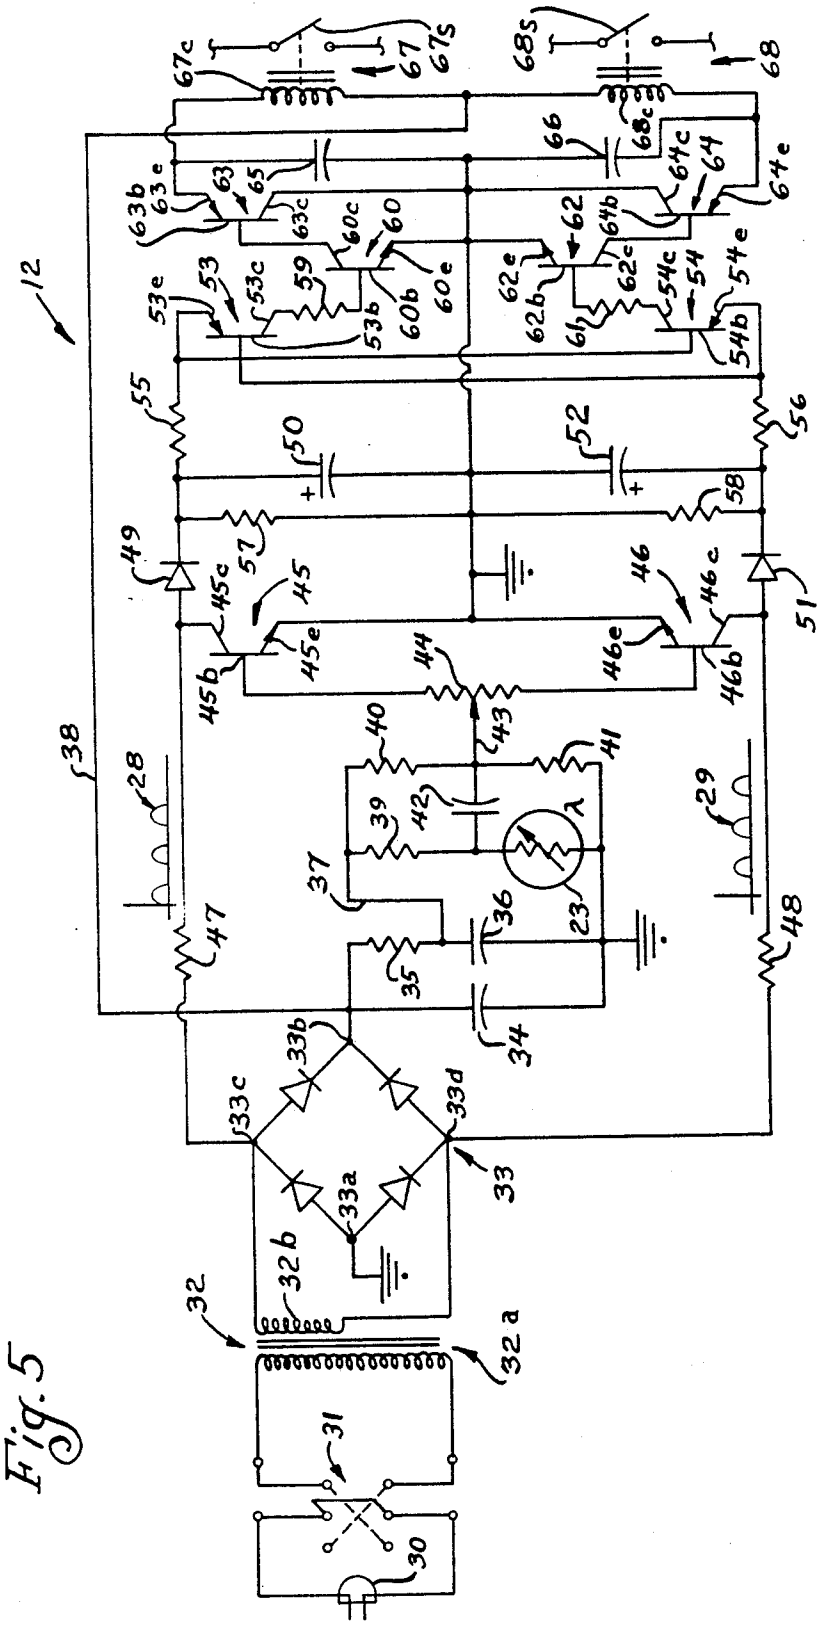 Fig. 5
12
30
31
32
32a
32b
33
33a
33b
33c
33d
34
35
36
37
38
39
40
41
42
43
44
23
λ
28
29
47
48
45
45b
45c
45e
46
46b
46c
46e
49
51
57
58
50
+
52
+
55
56
53
53b
53c
53e
54
54b
54c
54e
59
61
60
60b
60c
60e
62
62b
62c
62e
63
63b
63c
63e
64
64b
64c
64e
65
66
67
67c
67s
68
68c
68s